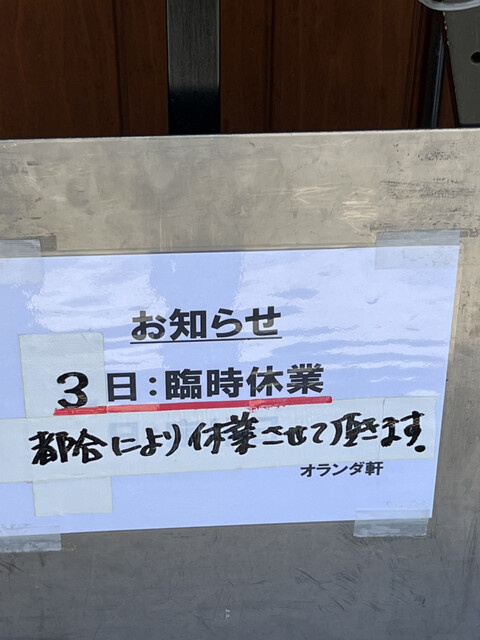 お知らせ
3日:臨時休業
都合により休業させて頂きます。
オランダ軒